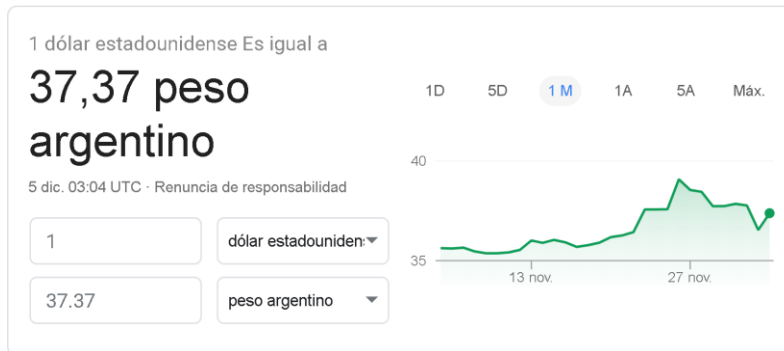 1 dólar estadounidense Es igual a
37,37 peso
argentino
5 dic. 03:04 UTC · Renuncia de responsabilidad
1
dólar estadouniden:
37.37
peso argentino
1D 5D 1 M 1A 5A Máx.
40
35
13 nov. 27 nov.